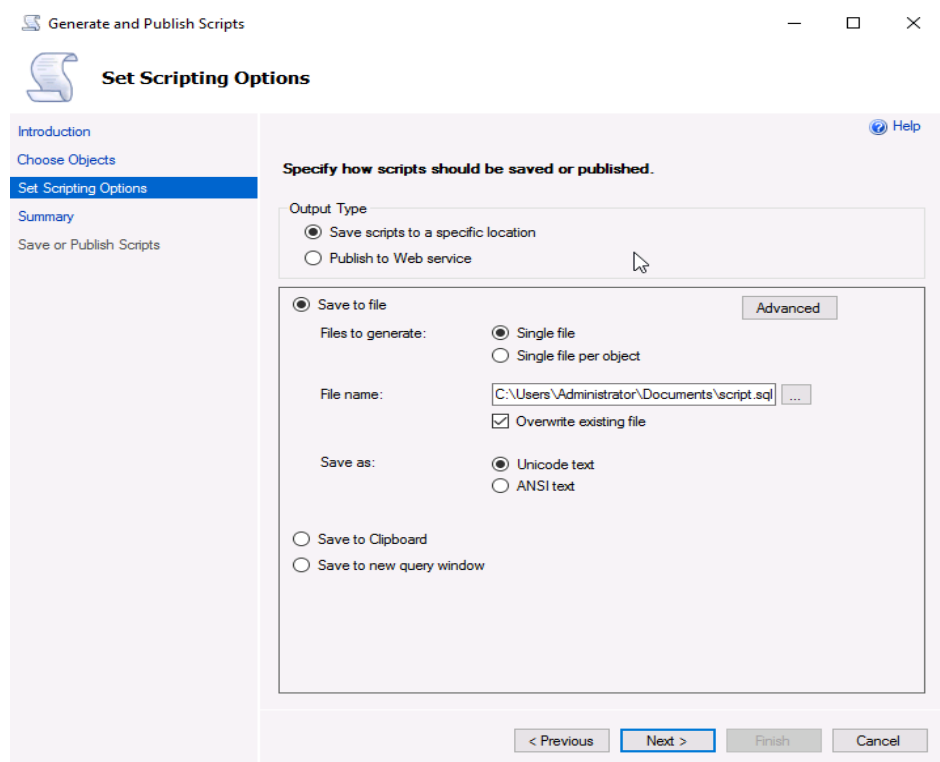 Generate and Publish Scripts
Set Scripting Options
Introduction
Choose Objects
Set Scripting Options
Summary
Save or Publish Scripts
Help
Specify how scripts should be saved or published.
Output Type
Save scripts to a specific location
Publish to Web service
Save to file
Advanced
Files to generate:
Single file
Single file per object
File name:
C:\Users\Administrator\Documents\script.sql
...
Overwrite existing file
Save as:
Unicode text
ANSI text
Save to Clipboard
Save to new query window
< Previous
Next >
Finish
Cancel